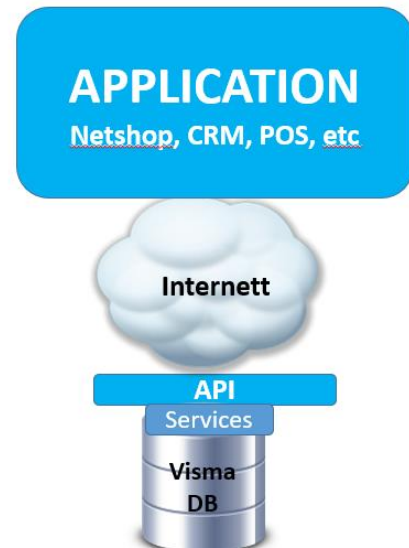 APPLICATION
Netshop, CRM, POS, etc
Internett
API
Services
Visma
DB